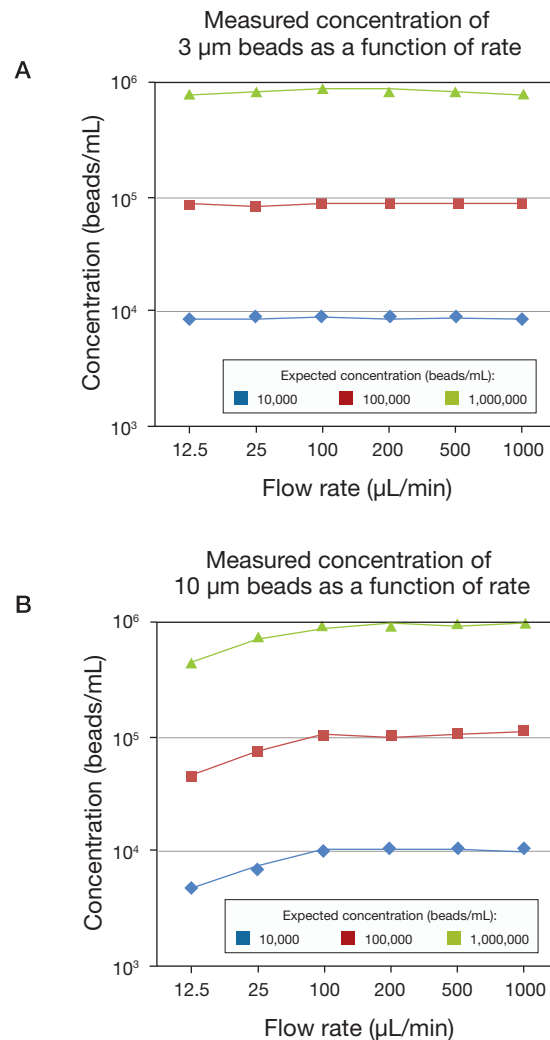 Measured concentration of
3 µm beads as a function of rate
A
Concentration (beads/mL)
10⁶
10⁵
10⁴
10³
Expected concentration (beads/mL):
10,000 100,000 1,000,000
12.5 25 100 200 500 1000
Flow rate (µL/min)
Measured concentration of
10 µm beads as a function of rate
B
Concentration (beads/mL)
10⁶
10⁵
10⁴
10³
Expected concentration (beads/mL):
10,000 100,000 1,000,000
12.5 25 100 200 500 1000
Flow rate (µL/min)